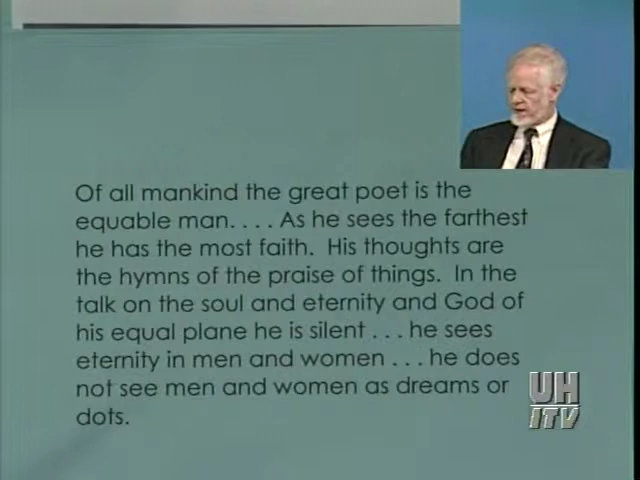 Of all mankind the great poet is the
equable man. . . . As he sees the farthest
he has the most faith. His thoughts are
the hymns of the praise of things. In the
talk on the soul and eternity and God of
his equal plane he is silent . . . he sees
eternity in men and women . . . he does
not see men and women as dreams or
dots.
UH
ITV